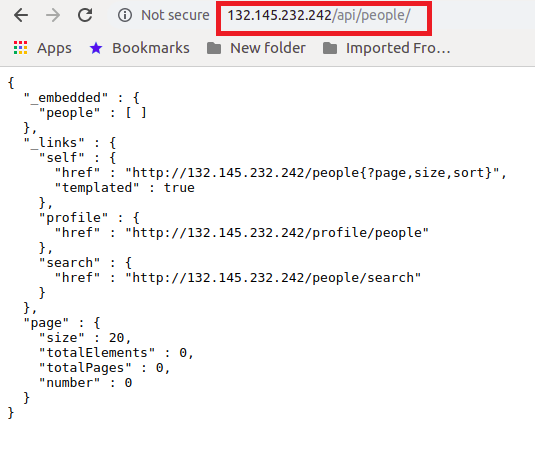 Not secure 132.145.232.242/api/people/
Apps Bookmarks New folder Imported Fro…
{
  "_embedded" : {
    "people" : [ ]
  },
  "_links" : {
    "self" : {
      "href" : "http://132.145.232.242/people{?page,size,sort}",
      "templated" : true
    },
    "profile" : {
      "href" : "http://132.145.232.242/profile/people"
    },
    "search" : {
      "href" : "http://132.145.232.242/people/search"
    }
  },
  "page" : {
    "size" : 20,
    "totalElements" : 0,
    "totalPages" : 0,
    "number" : 0
  }
}